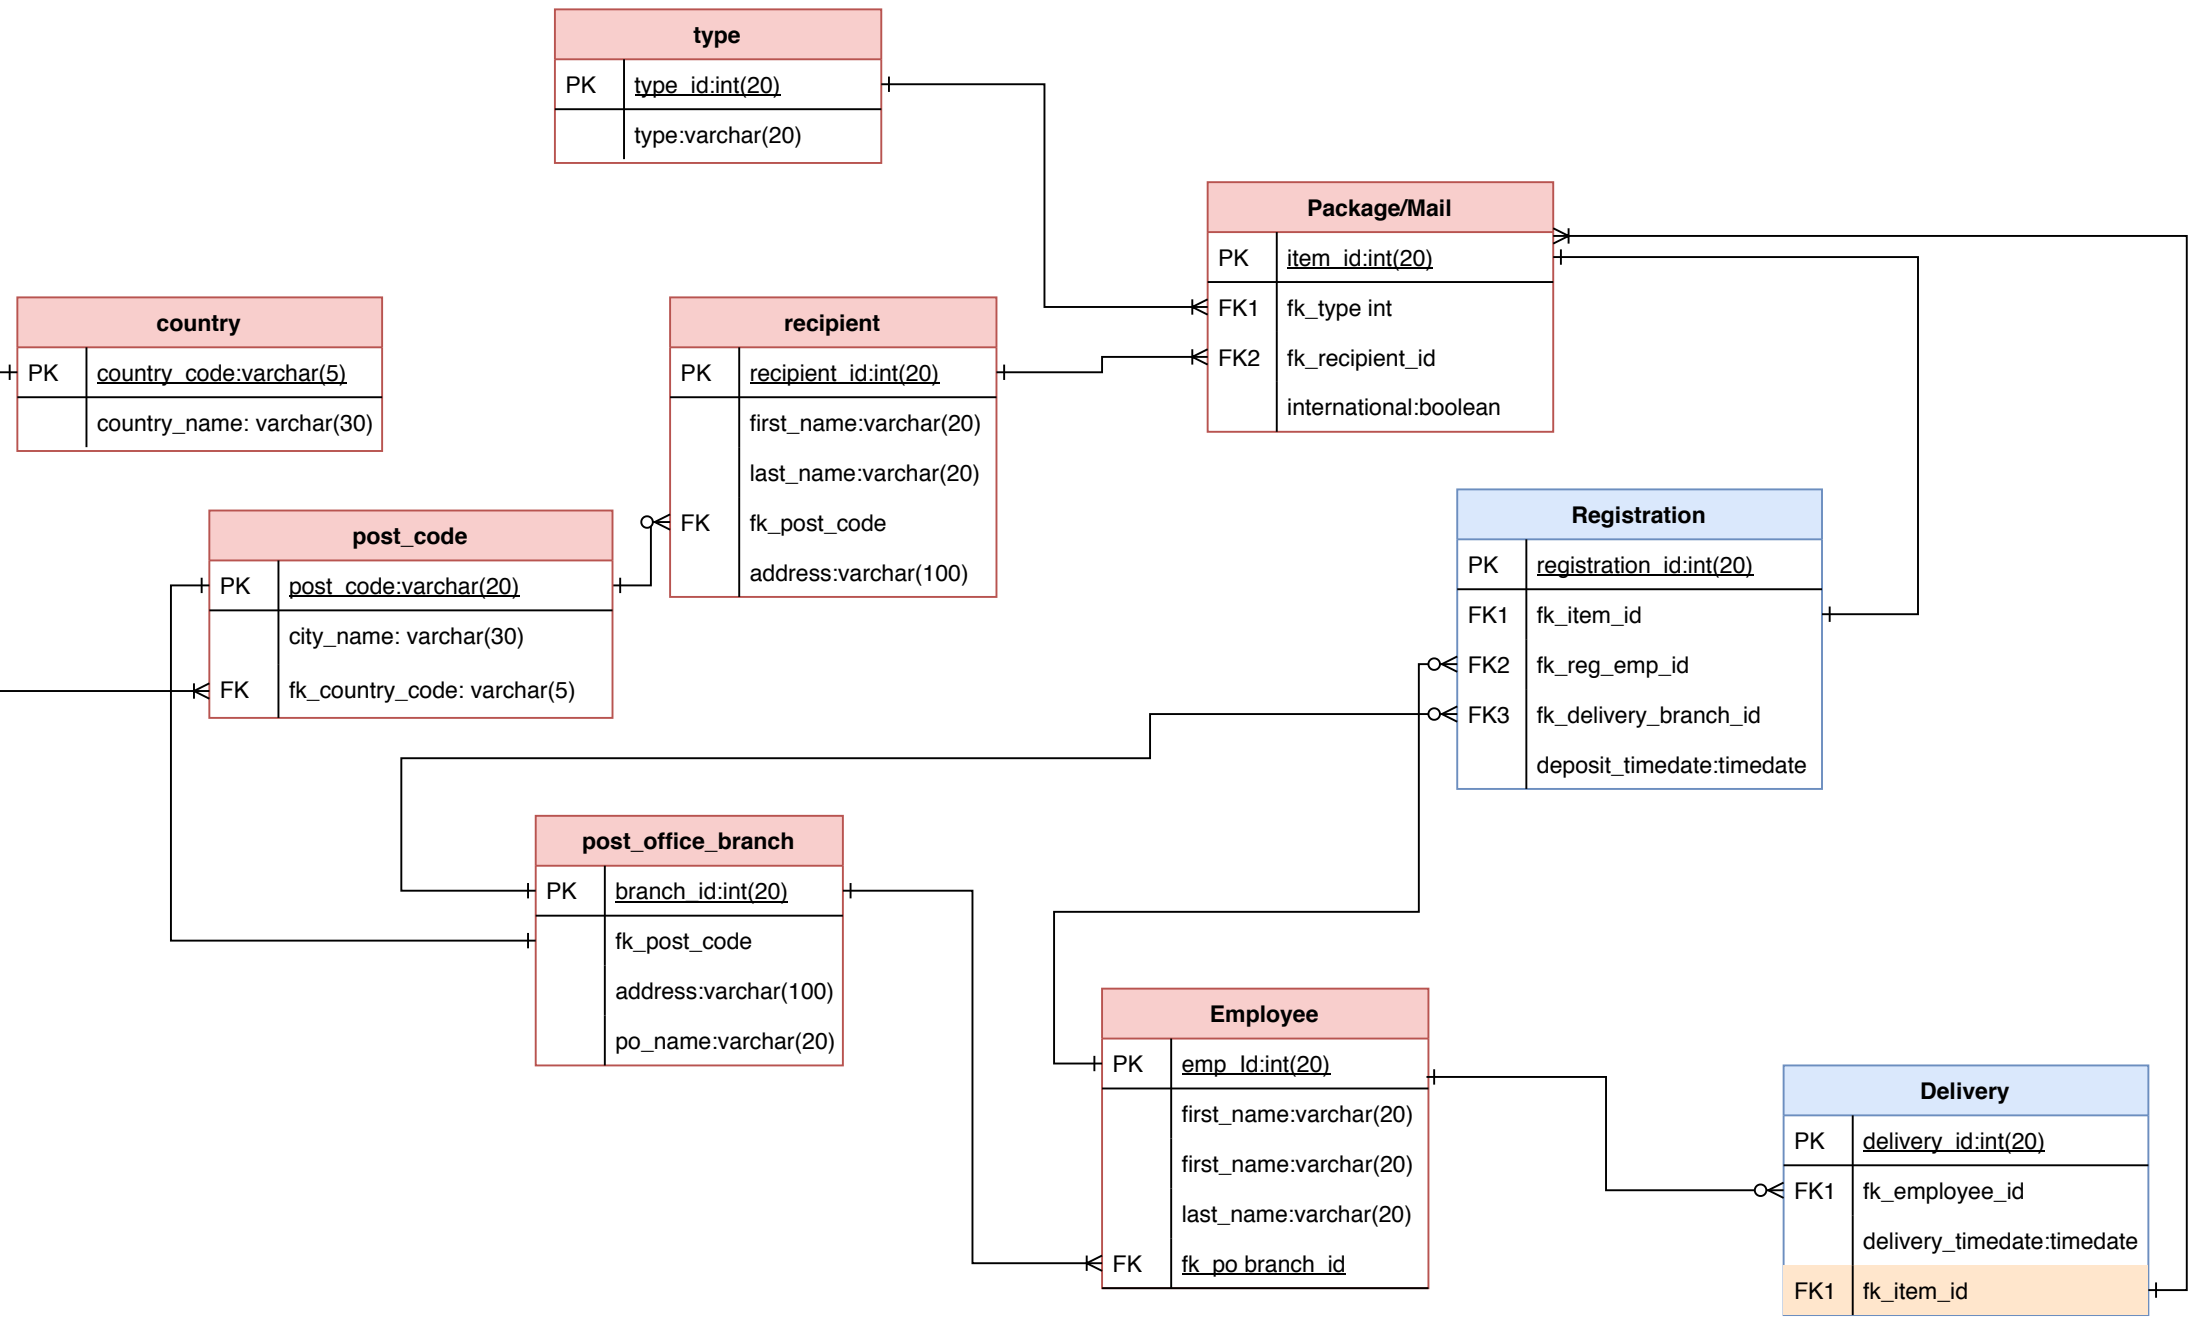 type
PK type_id:int(20)
type:varchar(20)
Package/Mail
PK item_id:int(20)
FK1 fk_type int
FK2 fk_recipient_id
international:boolean
country
PK country_code:varchar(5)
country_name: varchar(30)
recipient
PK recipient_id:int(20)
first_name:varchar(20)
last_name:varchar(20)
FK fk_post_code
address:varchar(100)
post_code
PK post_code:varchar(20)
city_name: varchar(30)
FK fk_country_code: varchar(5)
Registration
PK registration_id:int(20)
FK1 fk_item_id
FK2 fk_reg_emp_id
FK3 fk_delivery_branch_id
deposit_timedate:timedate
post_office_branch
PK branch_id:int(20)
fk_post_code
address:varchar(100)
po_name:varchar(20)
Employee
PK emp_Id:int(20)
first_name:varchar(20)
first_name:varchar(20)
last_name:varchar(20)
FK fk_po branch_id
Delivery
PK delivery_id:int(20)
FK1 fk_employee_id
delivery_timedate:timedate
FK1 fk_item_id